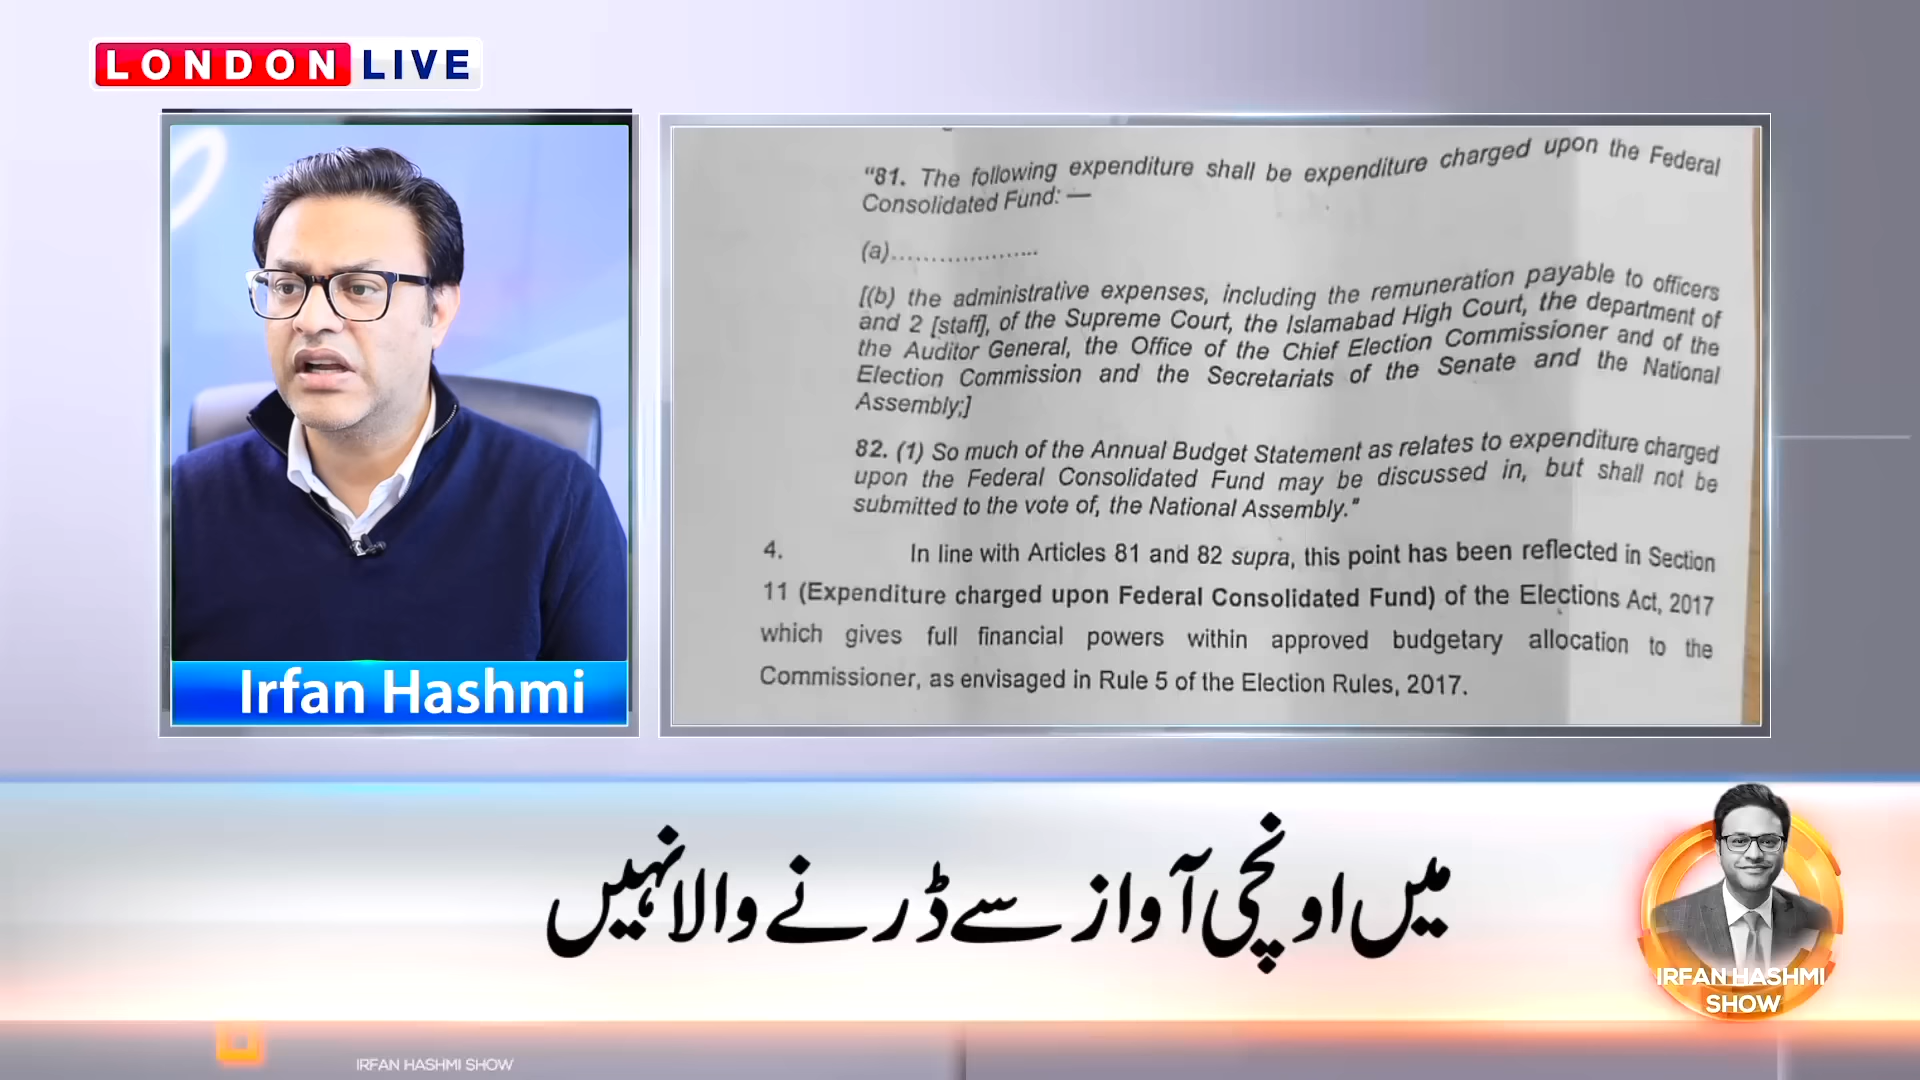 LONDON LIVE
"81. The following expenditure shall be expenditure charged upon the Federal
Consolidated Fund: —
(a)...................
[(b) the administrative expenses, including the remuneration payable to officers
and 2 [staff], of the Supreme Court, the Islamabad High Court, the department of
the Auditor General, the Office of the Chief Election Commissioner and of the
Election Commission and the Secretariats of the Senate and the National
Assembly;]
82. (1) So much of the Annual Budget Statement as relates to expenditure charged
upon the Federal Consolidated Fund may be discussed in, but shall not be
submitted to the vote of, the National Assembly."
4. In line with Articles 81 and 82 supra, this point has been reflected in Section
11 (Expenditure charged upon Federal Consolidated Fund) of the Elections Act, 2017
which gives full financial powers within approved budgetary allocation to the
Commissioner, as envisaged in Rule 5 of the Election Rules, 2017.
Irfan Hashmi
میں اونچی آواز سے ڈرنے والا نہیں
IRFAN HASHMI
SHOW
IRFAN HASHMI SHOW